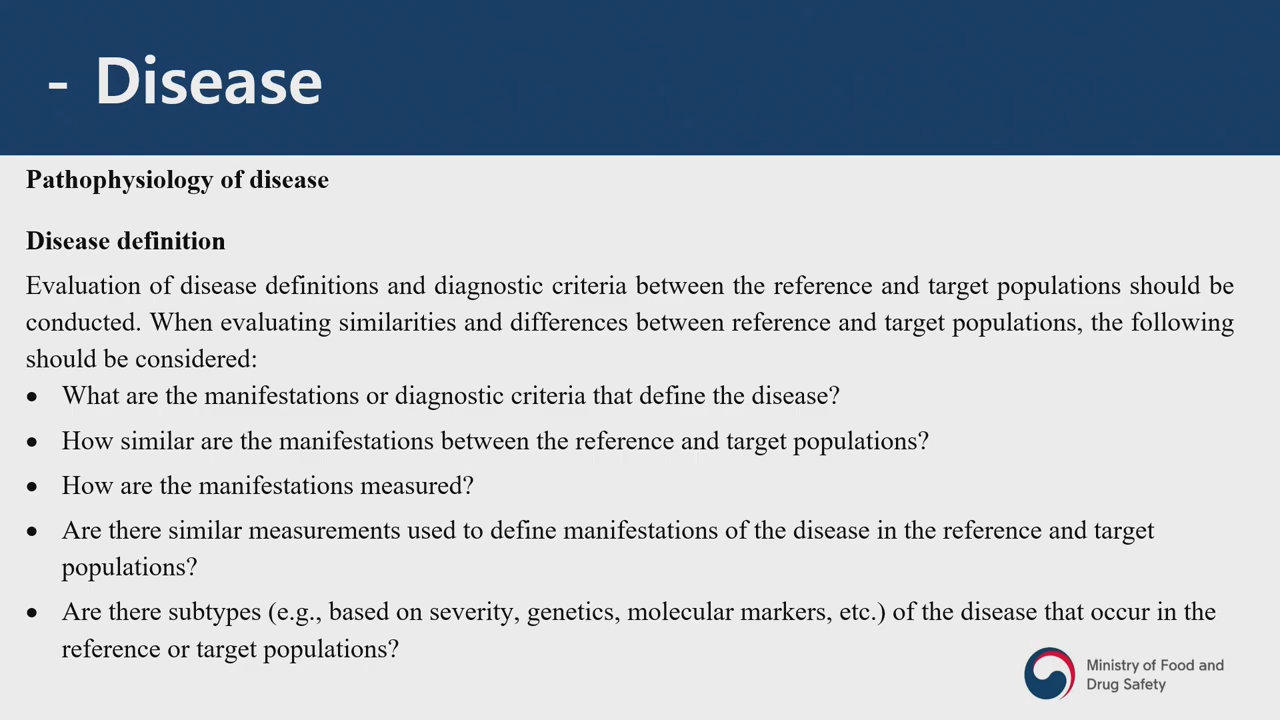 - Disease
Pathophysiology of disease
Disease definition
Evaluation of disease definitions and diagnostic criteria between the reference and target populations should be
conducted. When evaluating similarities and differences between reference and target populations, the following
should be considered:
• What are the manifestations or diagnostic criteria that define the disease?
• How similar are the manifestations between the reference and target populations?
• How are the manifestations measured?
• Are there similar measurements used to define manifestations of the disease in the reference and target
populations?
• Are there subtypes (e.g., based on severity, genetics, molecular markers, etc.) of the disease that occur in the
reference or target populations?
Ministry of Food and
Drug Safety